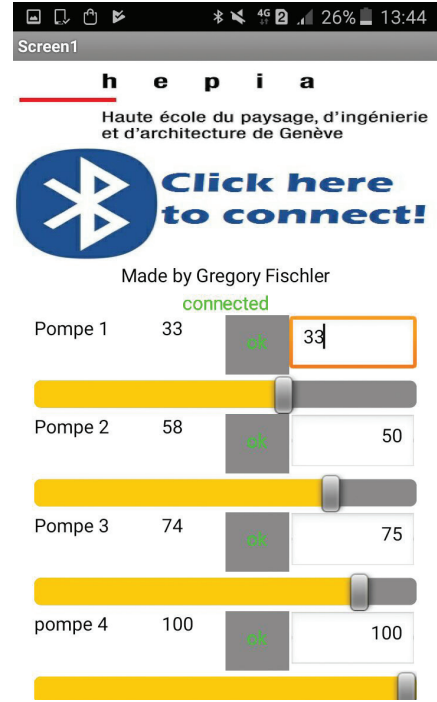 4G 2 26% 13:44
Screen1
h e p i a
Haute école du paysage, d'ingénierie
et d'architecture de Genève
Click here
to connect!
Made by Gregory Fischler
connected
Pompe 1 33 ok 33
Pompe 2 58 ok 50
Pompe 3 74 ok 75
pompe 4 100 ok 100